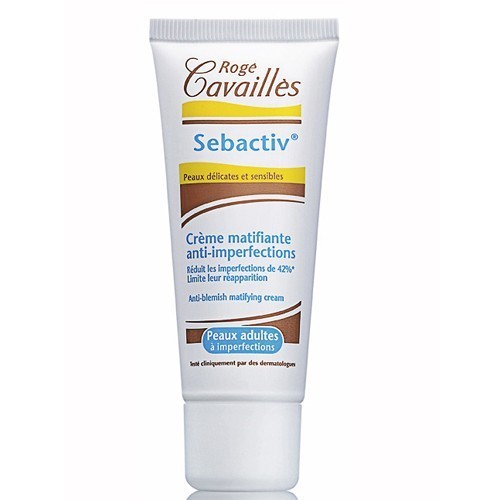 Rogé
Cavaillès
Sebactiv®
Peaux délicates et sensibles
Crème matifiante
anti-imperfections
Réduit les imperfections de 42%*
Limite leur réapparition
Anti-blemish matifying cream
Peaux adultes
à imperfections
Testé cliniquement par des dermatologues